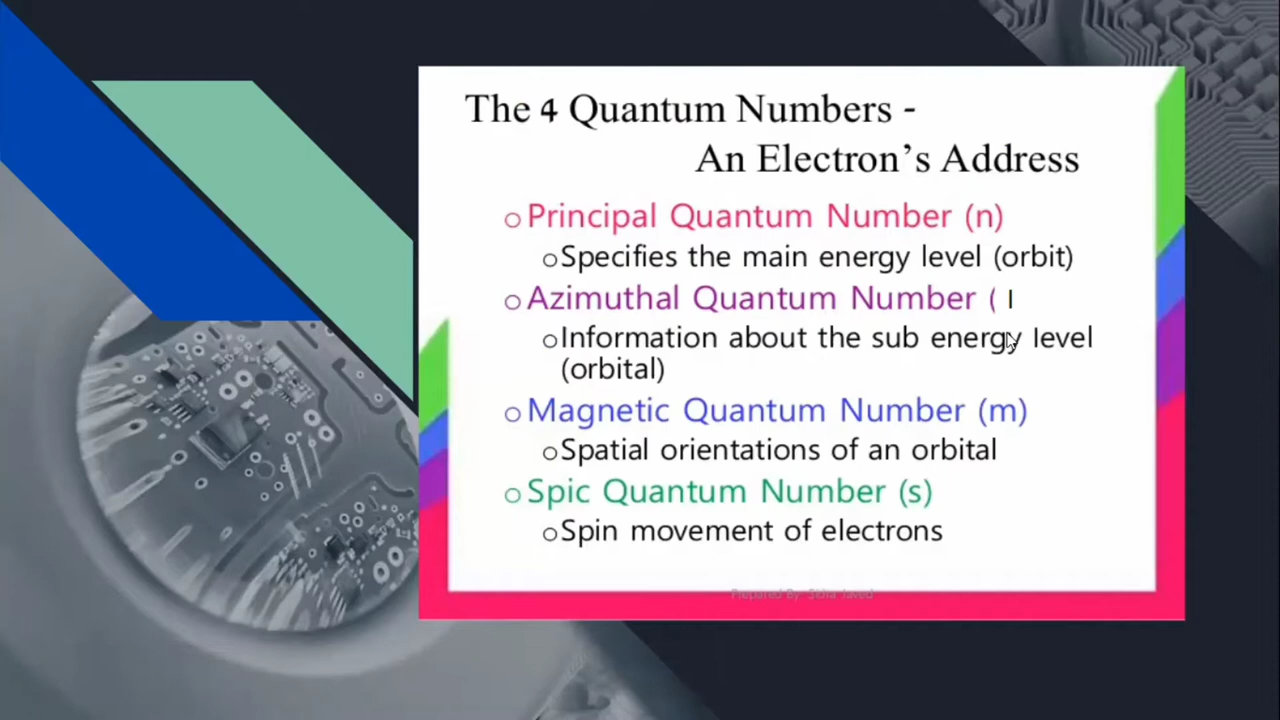 The 4 Quantum Numbers -
An Electron's Address
○ Principal Quantum Number (n)
○ Specifies the main energy level (orbit)
○ Azimuthal Quantum Number ( l
○ Information about the sub energy level
(orbital)
○ Magnetic Quantum Number (m)
○ Spatial orientations of an orbital
○ Spic Quantum Number (s)
○ Spin movement of electrons
Prepared By